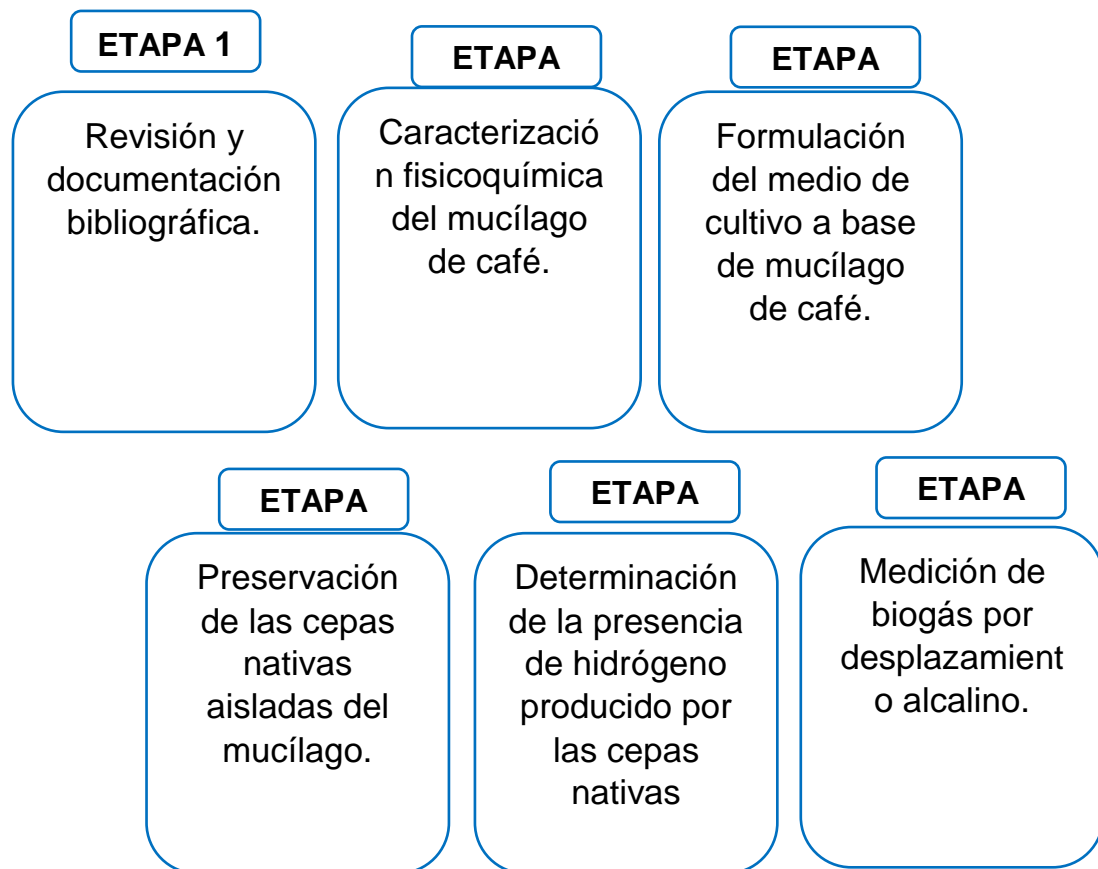 ETAPA 1
Revisión y
documentación
bibliográfica.
ETAPA
Caracterizació
n fisicoquímica
del mucílago
de café.
ETAPA
Formulación
del medio de
cultivo a base
de mucílago
de café.
ETAPA
Preservación
de las cepas
nativas
aisladas del
mucílago.
ETAPA
Determinación
de la presencia
de hidrógeno
producido por
las cepas
nativas
ETAPA
Medición de
biogás por
desplazamient
o alcalino.